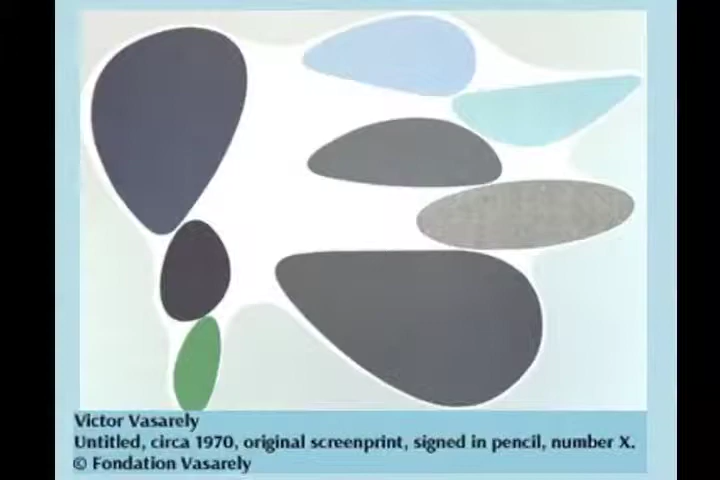 Victor Vasarely
Untitled, circa 1970, original screenprint, signed in pencil, number X.
© Fondation Vasarely